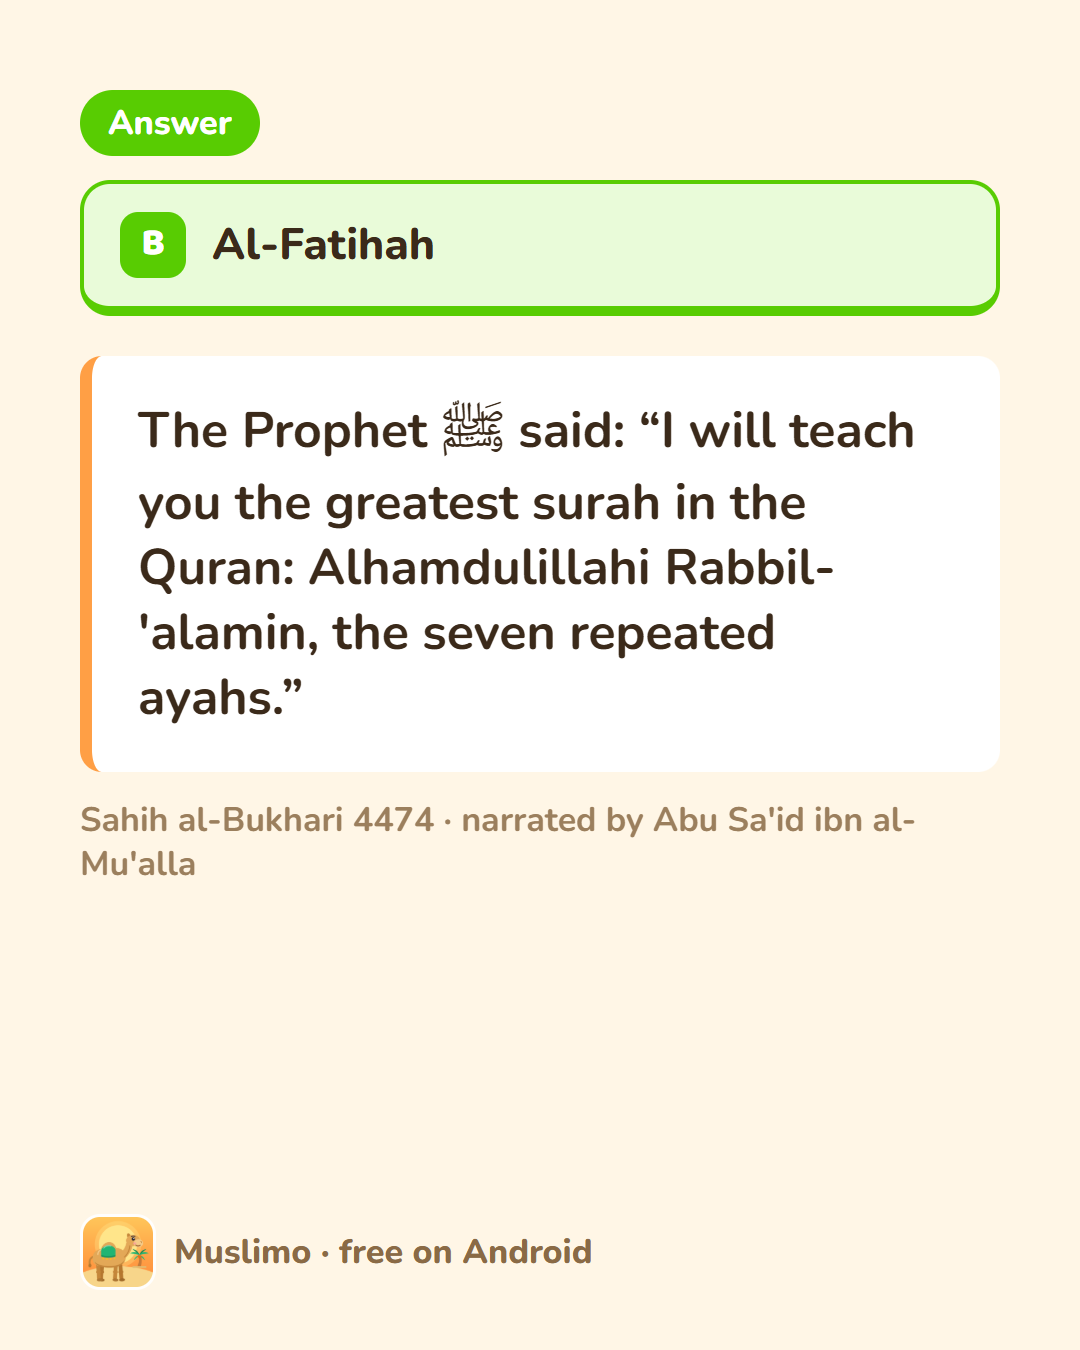 Answer
B Al-Fatihah
The Prophet ﷺ said: “I will teach
you the greatest surah in the
Quran: Alhamdulillahi Rabbil-
'alamin, the seven repeated
ayahs.”
Sahih al-Bukhari 4474 · narrated by Abu Sa'id ibn al-
Mu'alla
Muslimo · free on Android